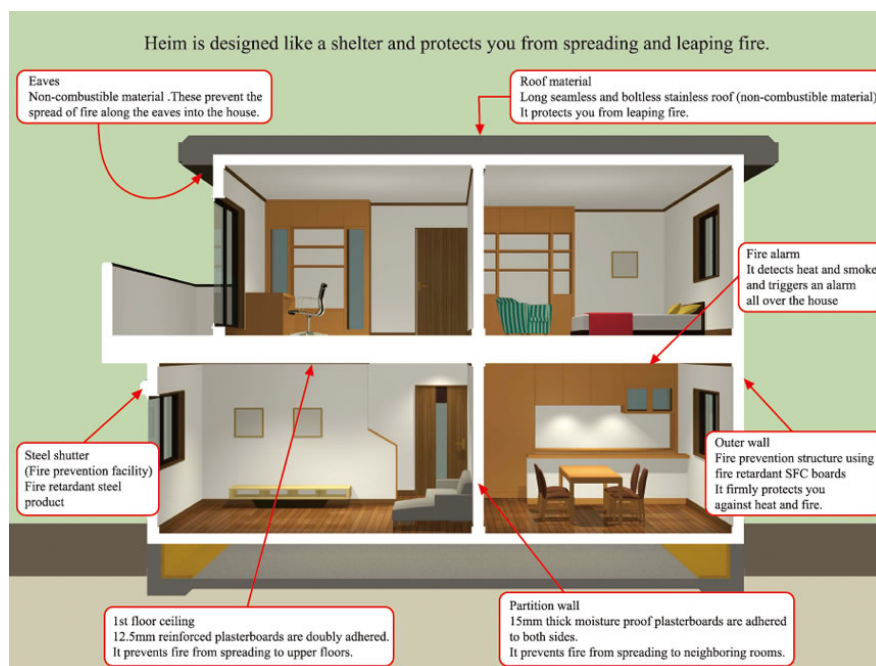 Heim is designed like a shelter and protects you from spreading and leaping fire.
Eaves
Non-combustible material .These prevent the
spread of fire along the eaves into the house.
Roof material
Long seamless and boltless stainless roof (non-combustible material)
It protects you from leaping fire.
Fire alarm
It detects heat and smoke
and triggers an alarm
all over the house
Steel shutter
(Fire prevention facility)
Fire retardant steel
product
Outer wall
Fire prevention structure using
fire retardant SFC boards
It firmly protects you
against heat and fire.
1st floor ceiling
12.5mm reinforced plasterboards are doubly adhered.
It prevents fire from spreading to upper floors.
Partition wall
15mm thick moisture proof plasterboards are adhered
to both sides.
It prevents fire from spreading to neighboring rooms.